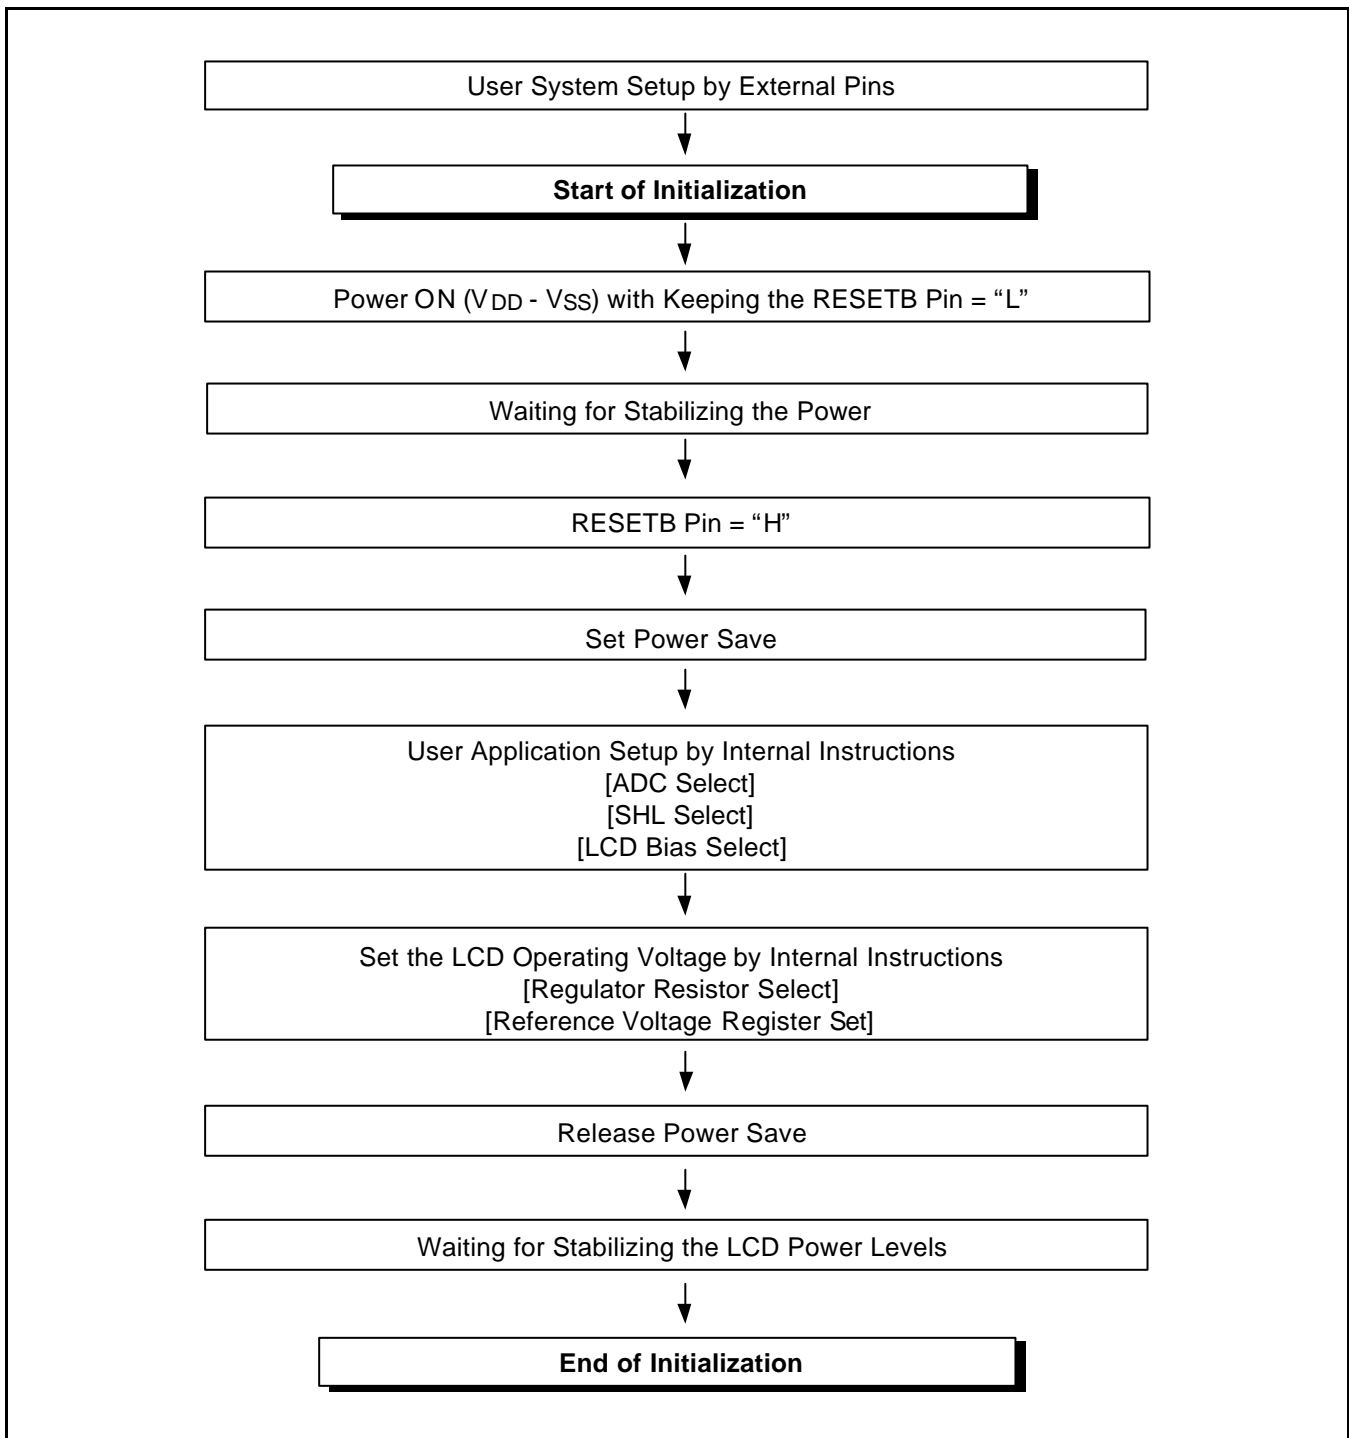 User System Setup by External Pins
Start of Initialization
Power ON (VDD - VSS) with Keeping the RESETB Pin = “L”
Waiting for Stabilizing the Power
RESETB Pin = “H”
Set Power Save
User Application Setup by Internal Instructions
[ADC Select]
[SHL Select]
[LCD Bias Select]
Set the LCD Operating Voltage by Internal Instructions
[Regulator Resistor Select]
[Reference Voltage Register Set]
Release Power Save
Waiting for Stabilizing the LCD Power Levels
End of Initialization